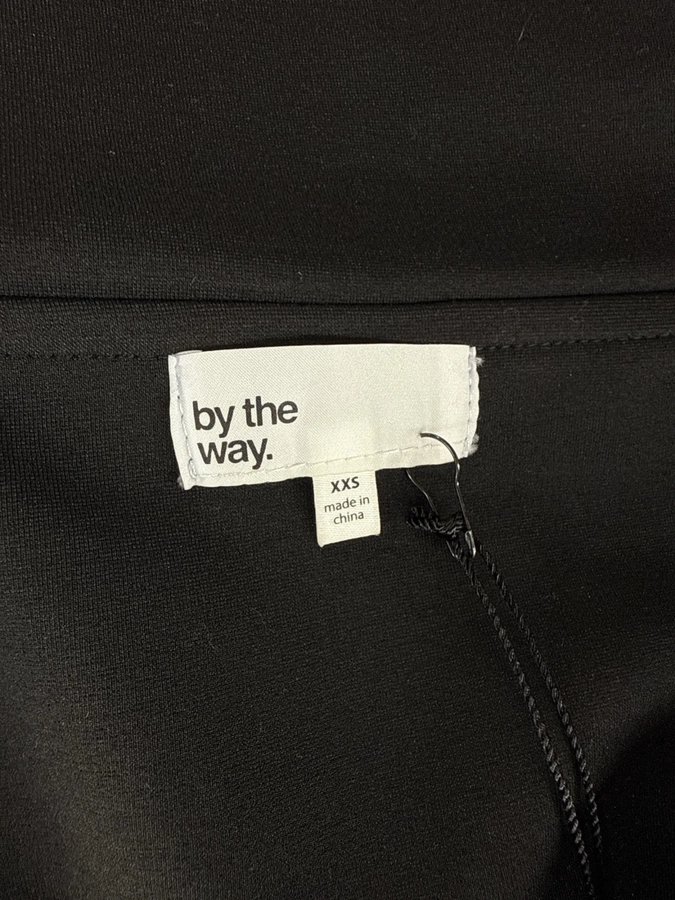 by the
way.
XXS
made in
china